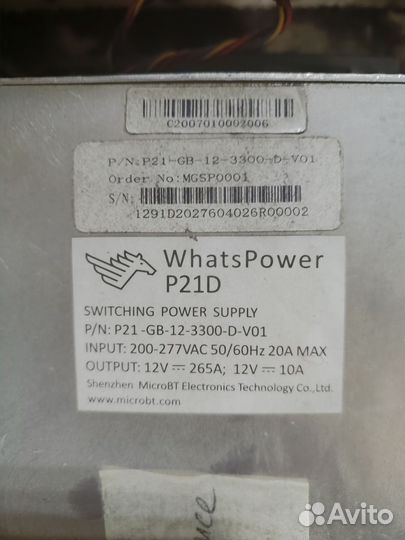 C2007010092006
P/N:P21-GB-12-3300-D-V01
Order No:MGSP0001
S/N:
1291D2027604026R00002
WhatsPower
P21D
SWITCHING POWER SUPPLY
P/N: P21 -GB-12-3300-D-V01
INPUT: 200-277VAC 50/60Hz 20A MAX
OUTPUT: 12V ⎓ 265A; 12V ⎓ 10A
Shenzhen MicroBT Electronics Technology Co.,Ltd.
www.microbt.com
Avito